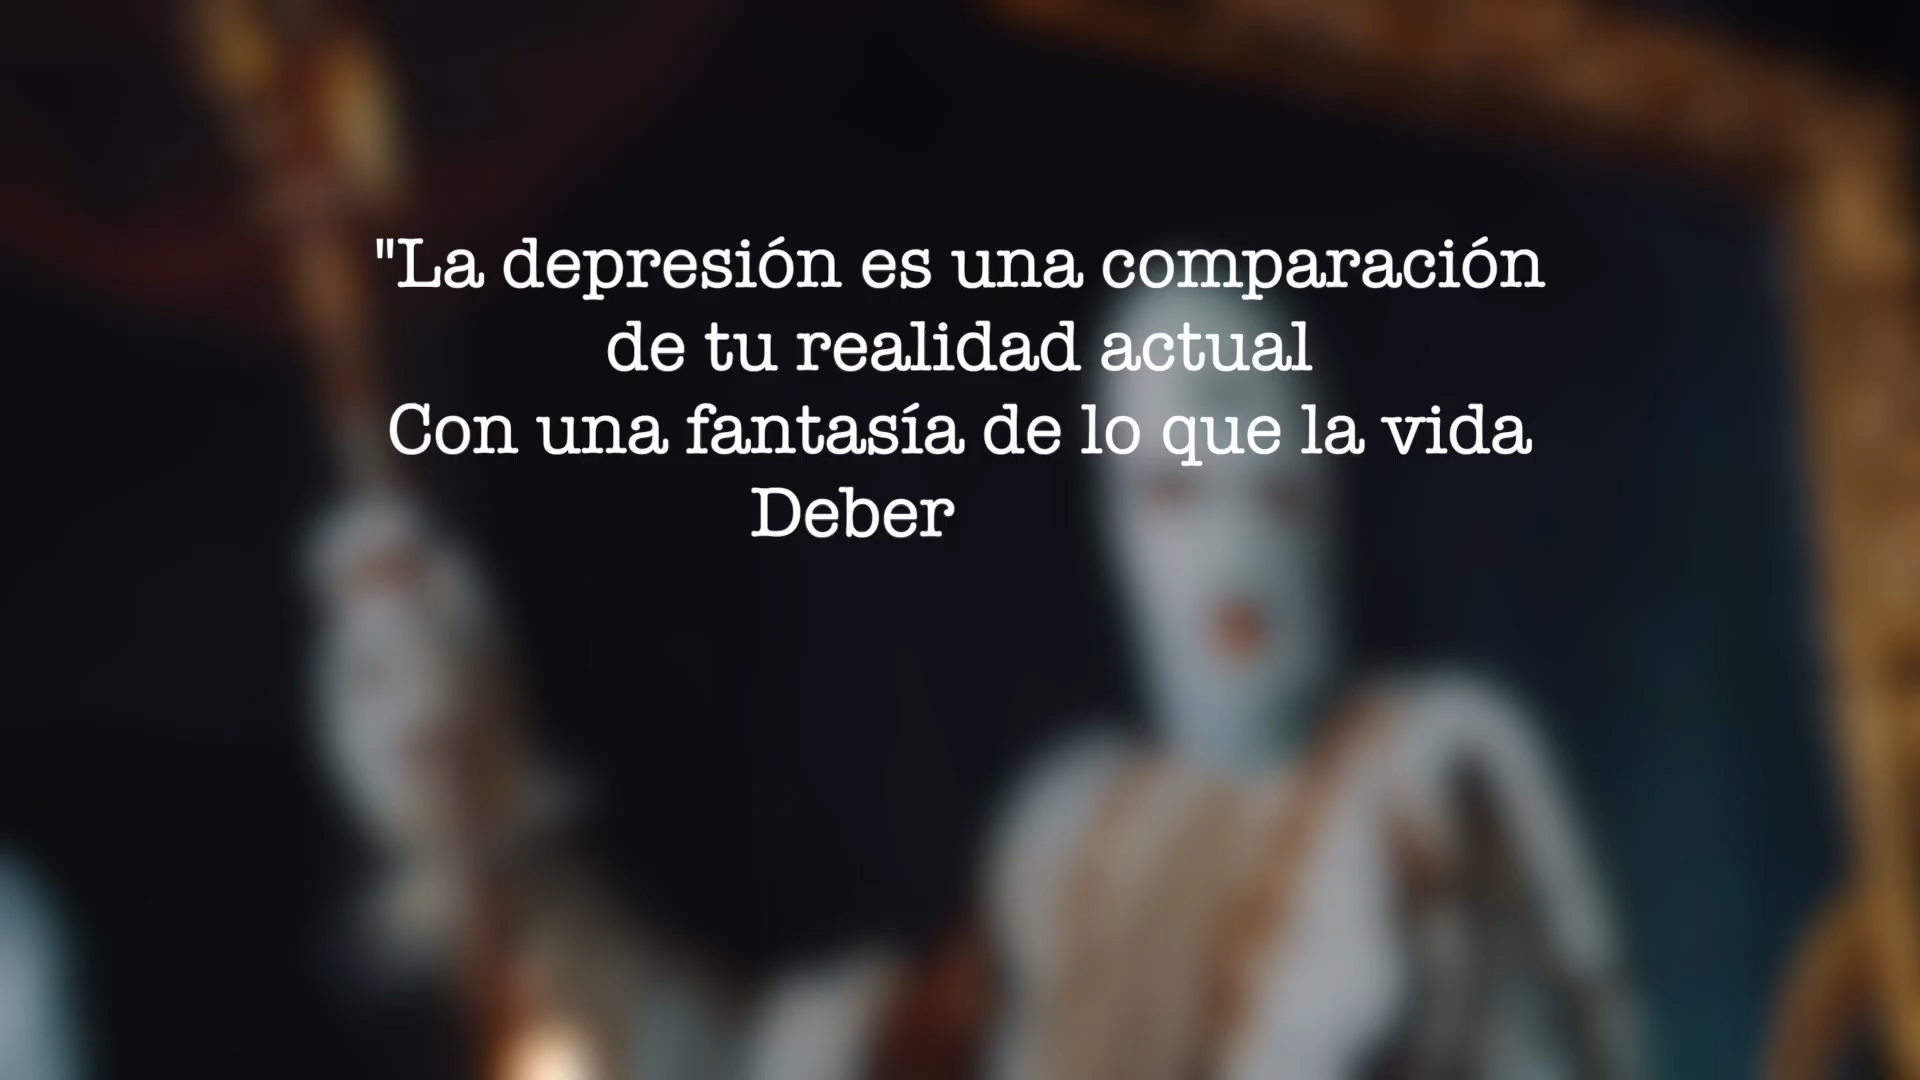 "La depresión es una comparación
de tu realidad actual
Con una fantasía de lo que la vida
Deber